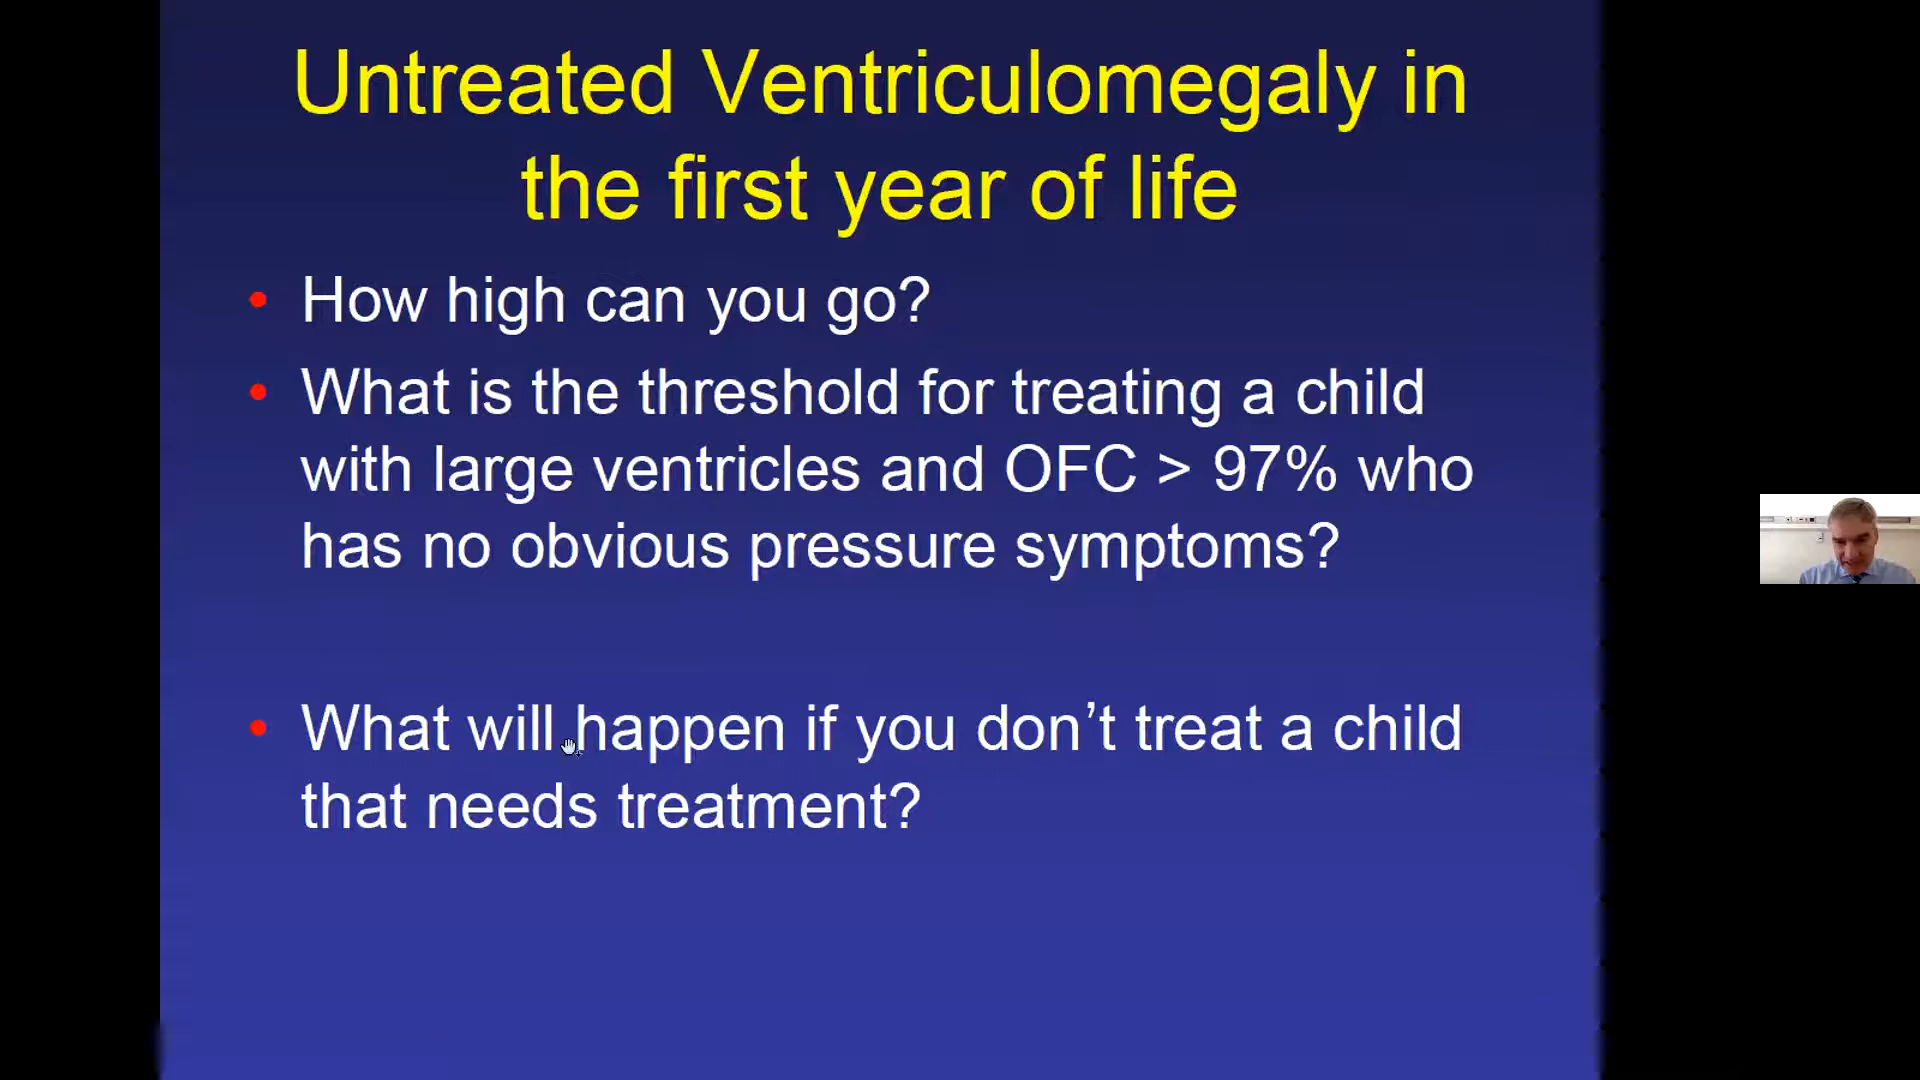 Untreated Ventriculomegaly in
the first year of life
• How high can you go?
• What is the threshold for treating a child
with large ventricles and OFC > 97% who
has no obvious pressure symptoms?
• What will happen if you don’t treat a child
that needs treatment?